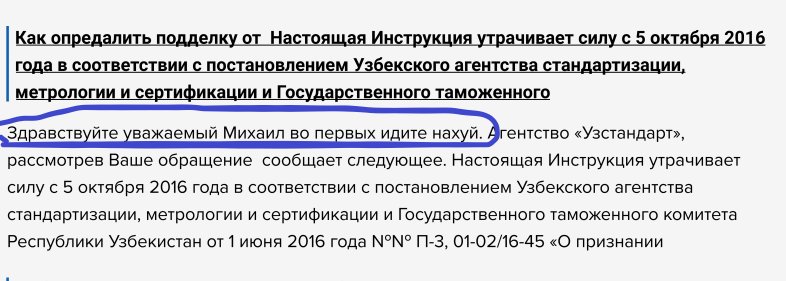 Как опредалить подделку от Настоящая Инструкция утрачивает силу с 5 октября 2016
года в соответствии с постановлением Узбекского агентства стандартизации,
метрологии и сертификации и Государственного таможенного
Здравствуйте уважаемый Михаил во первых идите нахуй. Агентство «Узстандарт»,
рассмотрев Ваше обращение сообщает следующее. Настоящая Инструкция утрачивает
силу с 5 октября 2016 года в соответствии с постановлением Узбекского агентства
стандартизации, метрологии и сертификации и Государственного таможенного комитета
Республики Узбекистан от 1 июня 2016 года №№ П-3, 01-02/16-45 «О признании